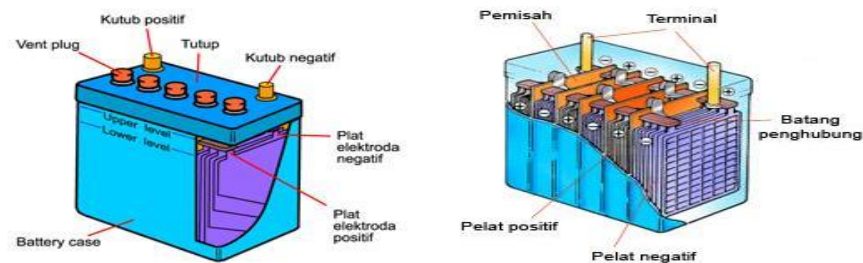 Kutub positif
Vent plug
Tutup
Kutub negatif
Upper level
Lower level
Plat
elektroda
negatif
Plat
elektroda
positif
Battery case
Pemisah
Terminal
Batang
penghubung
Pelat positif
Pelat negatif